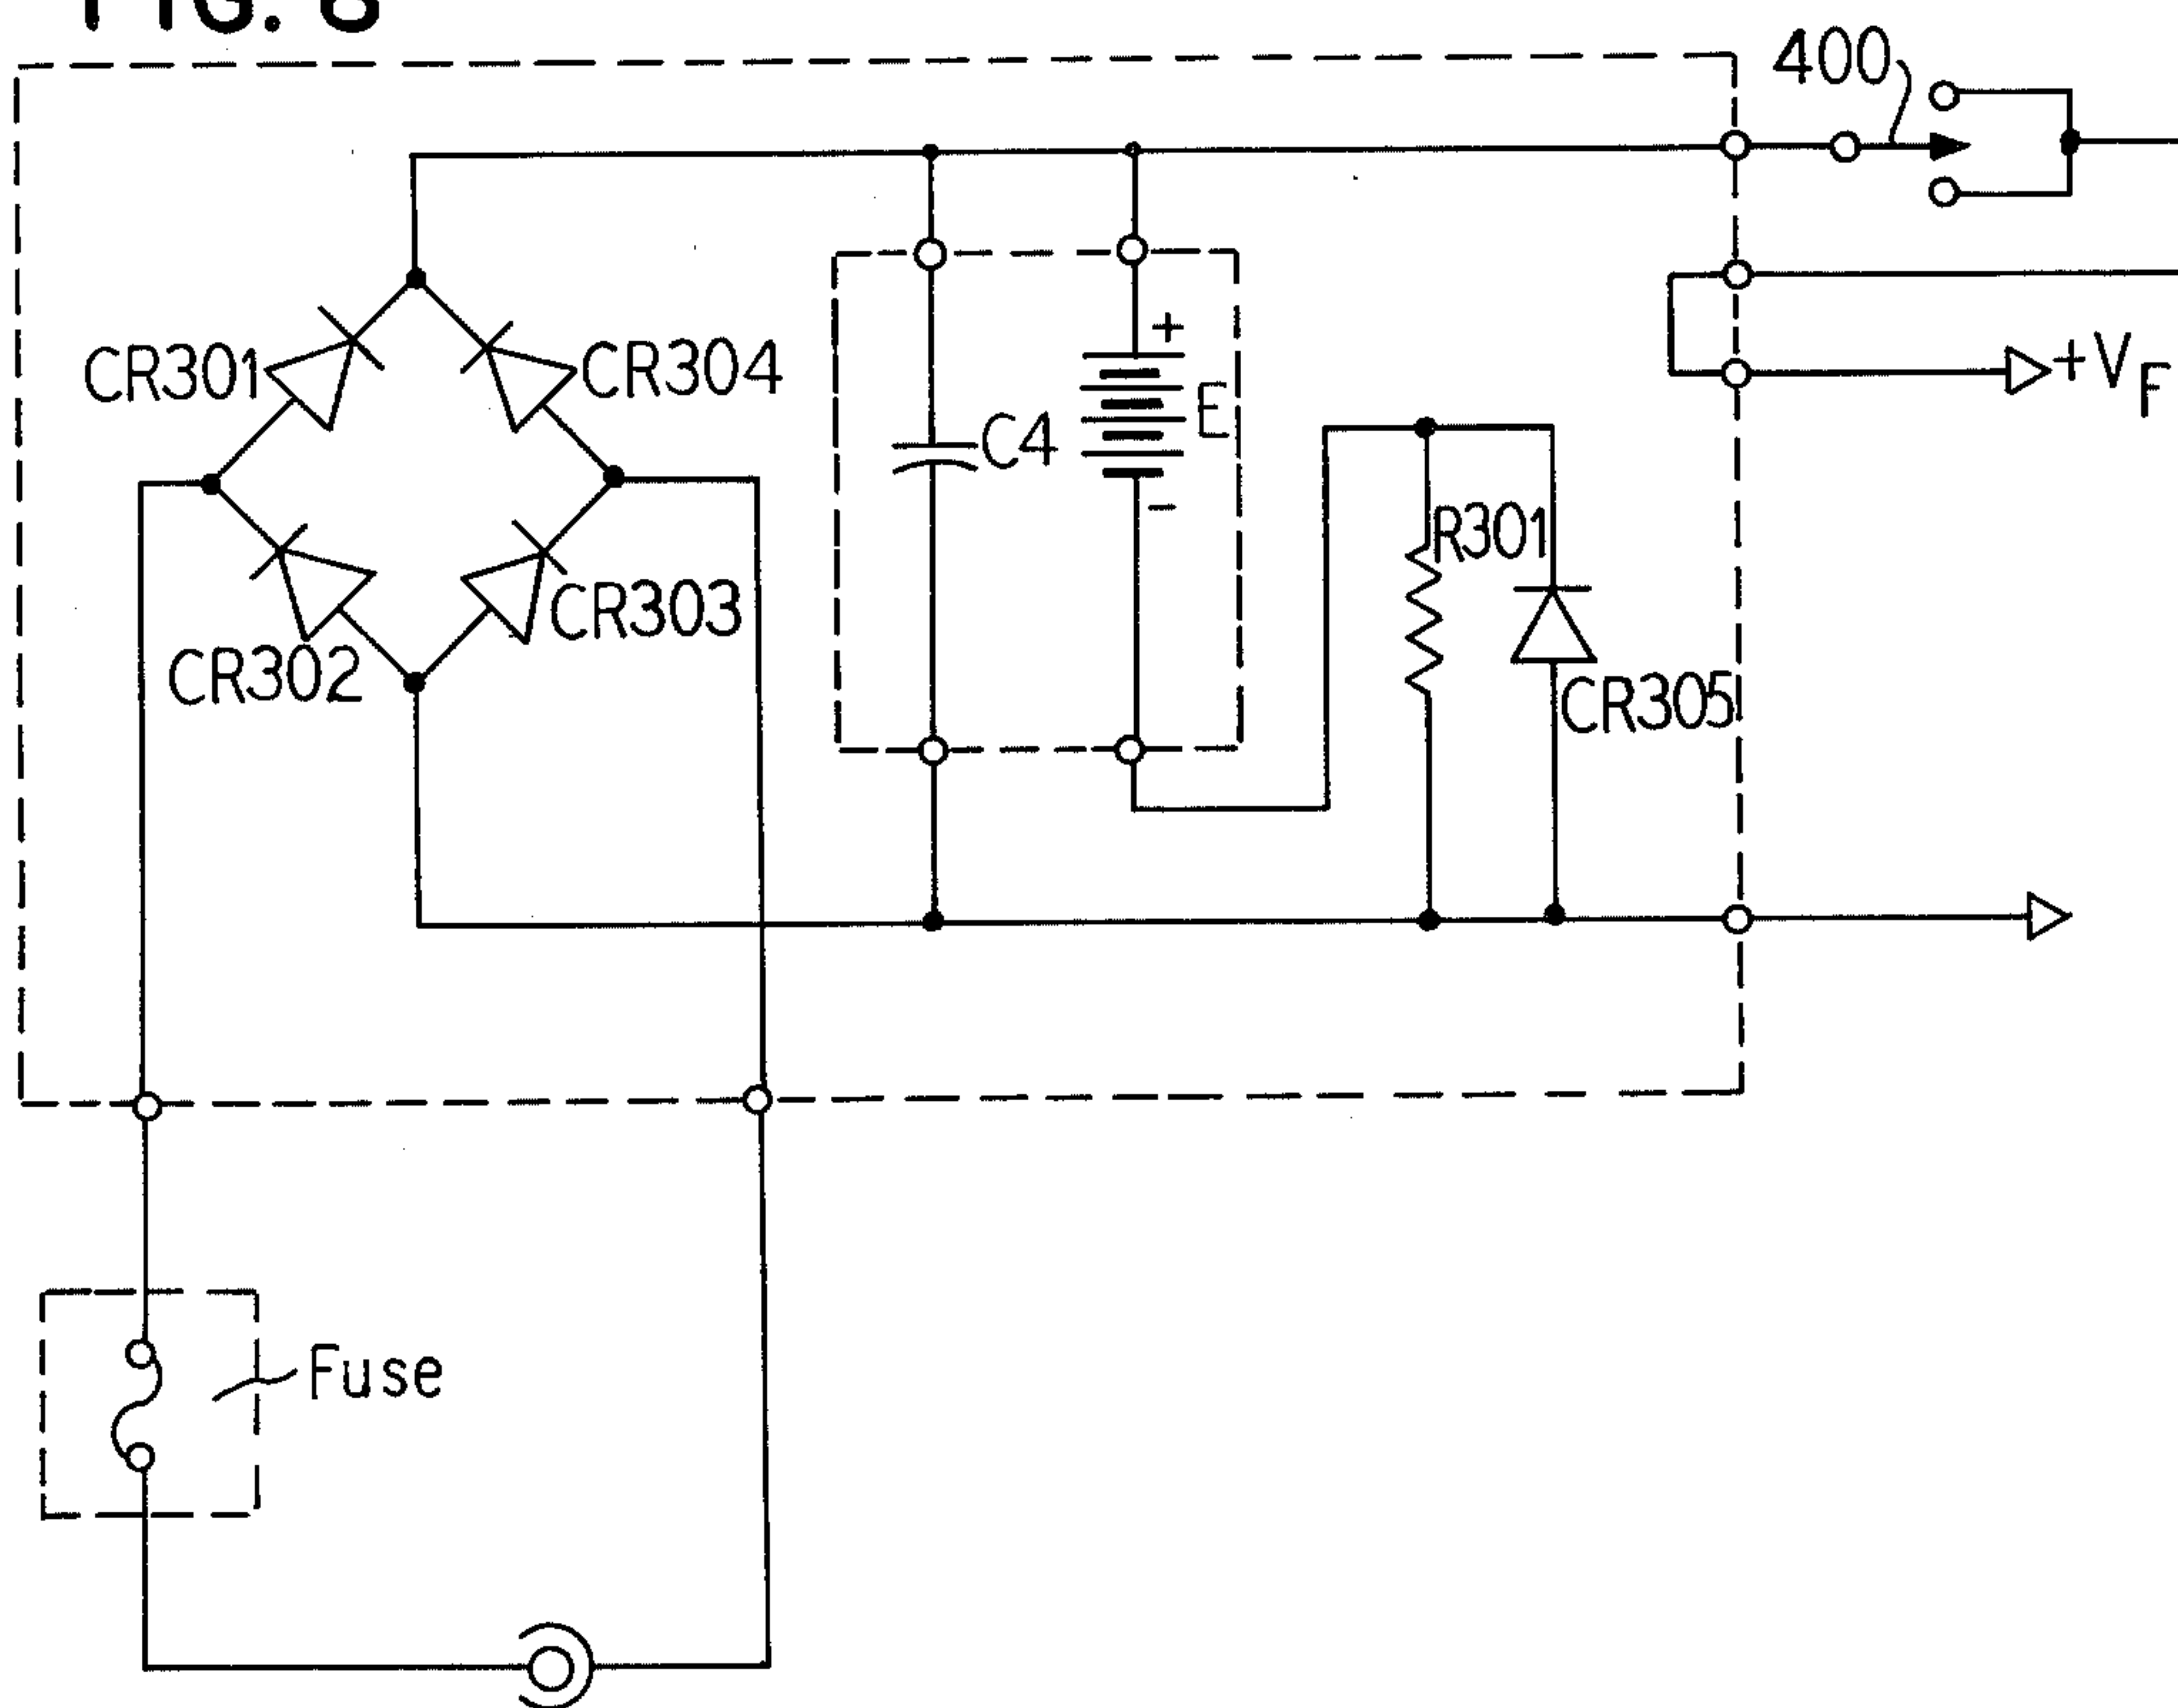 FIG. 8
400
CR301
CR304
+
C4
E
+VF
-
R301
CR303
CR302
CR305
Fuse